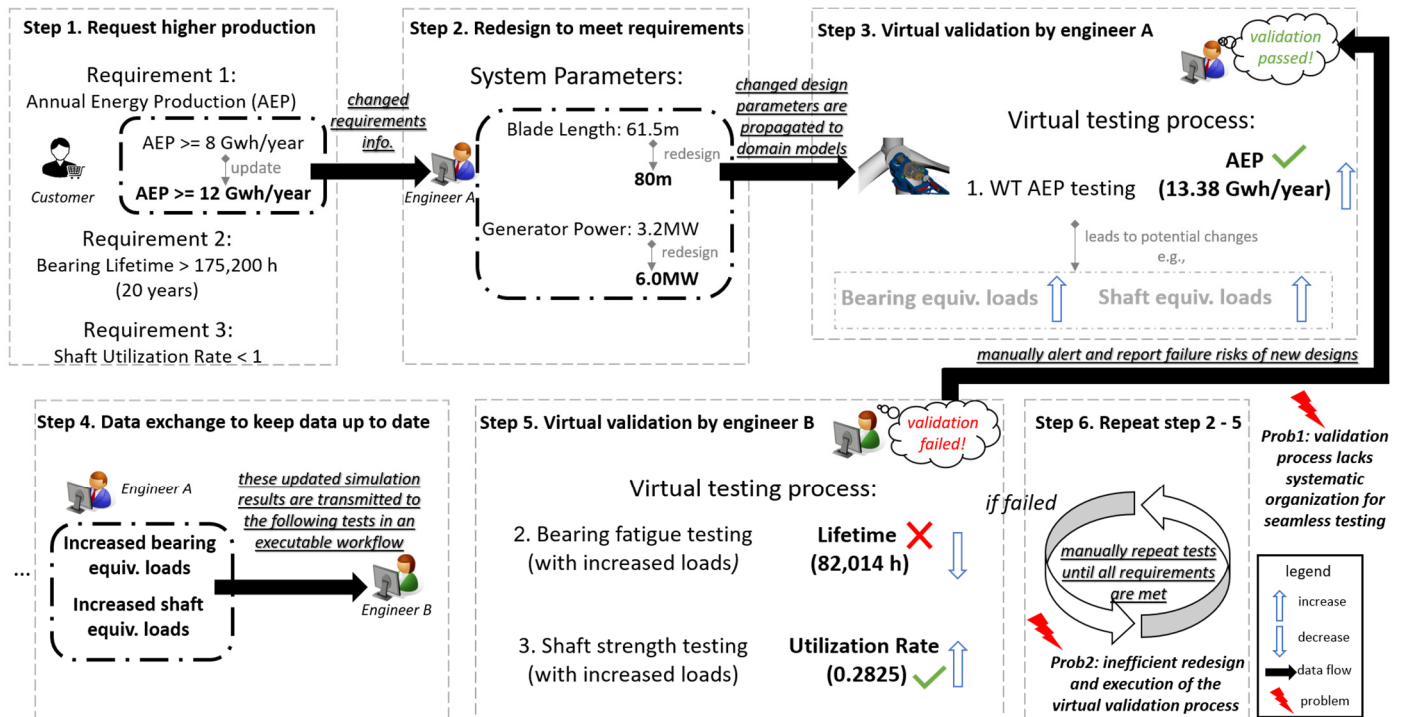 Step 1. Request higher production
Requirement 1:
Annual Energy Production (AEP)
AEP >= 8 Gwh/year
update
AEP >= 12 Gwh/year
Customer
Requirement 2:
Bearing Lifetime > 175,200 h
(20 years)
Requirement 3:
Shaft Utilization Rate < 1
changed
requirements
info.
Step 2. Redesign to meet requirements
System Parameters:
Blade Length: 61.5m
redesign
80m
Engineer A
Generator Power: 3.2MW
redesign
6.0MW
changed design
parameters are
propagated to
domain models
Step 3. Virtual validation by engineer A
validation
passed!
Virtual testing process:
AEP
1. WT AEP testing
(13.38 Gwh/year)
leads to potential changes
e.g.,
Bearing equiv. loads
Shaft equiv. loads
manually alert and report failure risks of new designs
Step 4. Data exchange to keep data up to date
Engineer A
these updated simulation
results are transmitted to
the following tests in an
executable workflow
Increased bearing
equiv. loads
Increased shaft
equiv. loads
...
Engineer B
Step 5. Virtual validation by engineer B
validation
failed!
Virtual testing process:
2. Bearing fatigue testing
(with increased loads)
Lifetime
(82,014 h)
3. Shaft strength testing
(with increased loads)
Utilization Rate
(0.2825)
Step 6. Repeat step 2 - 5
if failed
manually repeat tests
until all requirements
are met
Prob1: validation
process lacks
systematic
organization for
seamless testing
Prob2: inefficient redesign
and execution of the
virtual validation process
legend
increase
decrease
data flow
problem